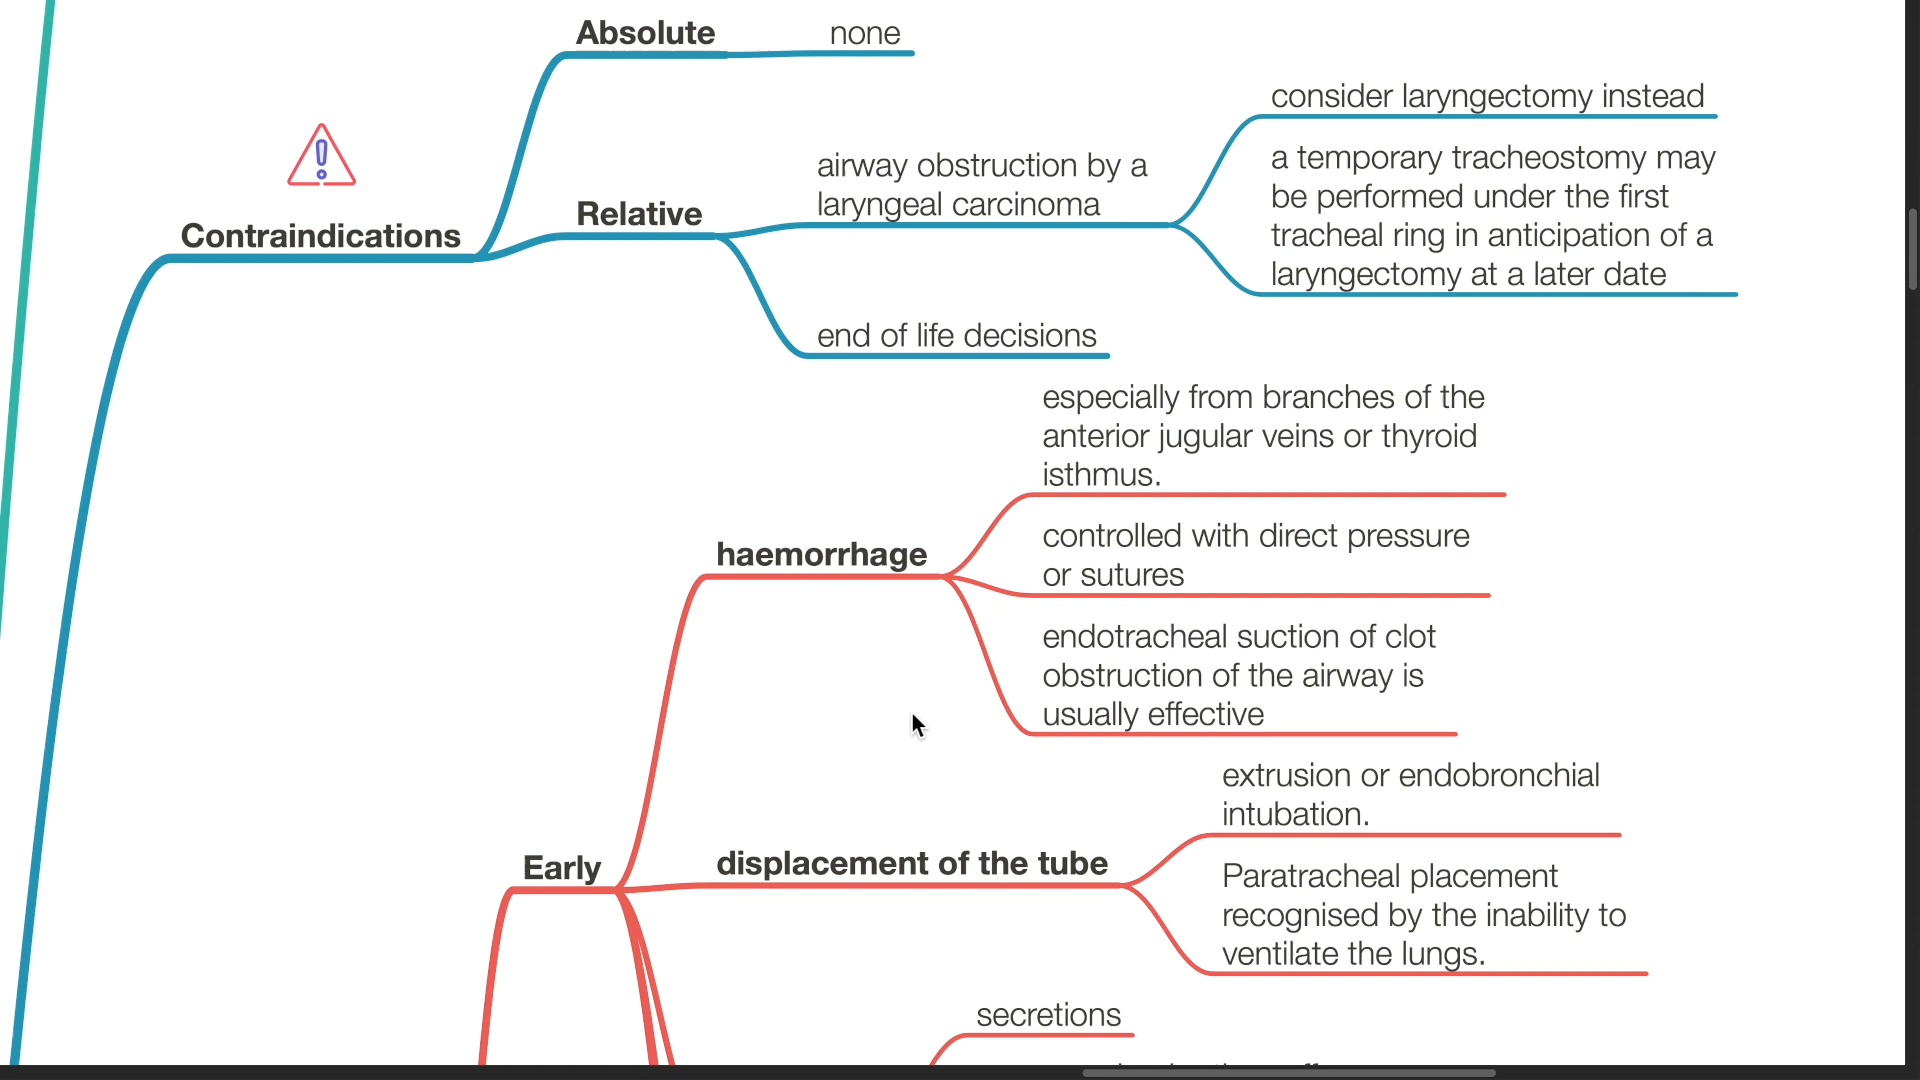 Absolute
none
Contraindications
Relative
airway obstruction by a
laryngeal carcinoma
consider laryngectomy instead
a temporary tracheostomy may
be performed under the first
tracheal ring in anticipation of a
laryngectomy at a later date
end of life decisions
Early
haemorrhage
especially from branches of the
anterior jugular veins or thyroid
isthmus.
controlled with direct pressure
or sutures
endotracheal suction of clot
obstruction of the airway is
usually effective
displacement of the tube
extrusion or endobronchial
intubation.
Paratracheal placement
recognised by the inability to
ventilate the lungs.
secretions